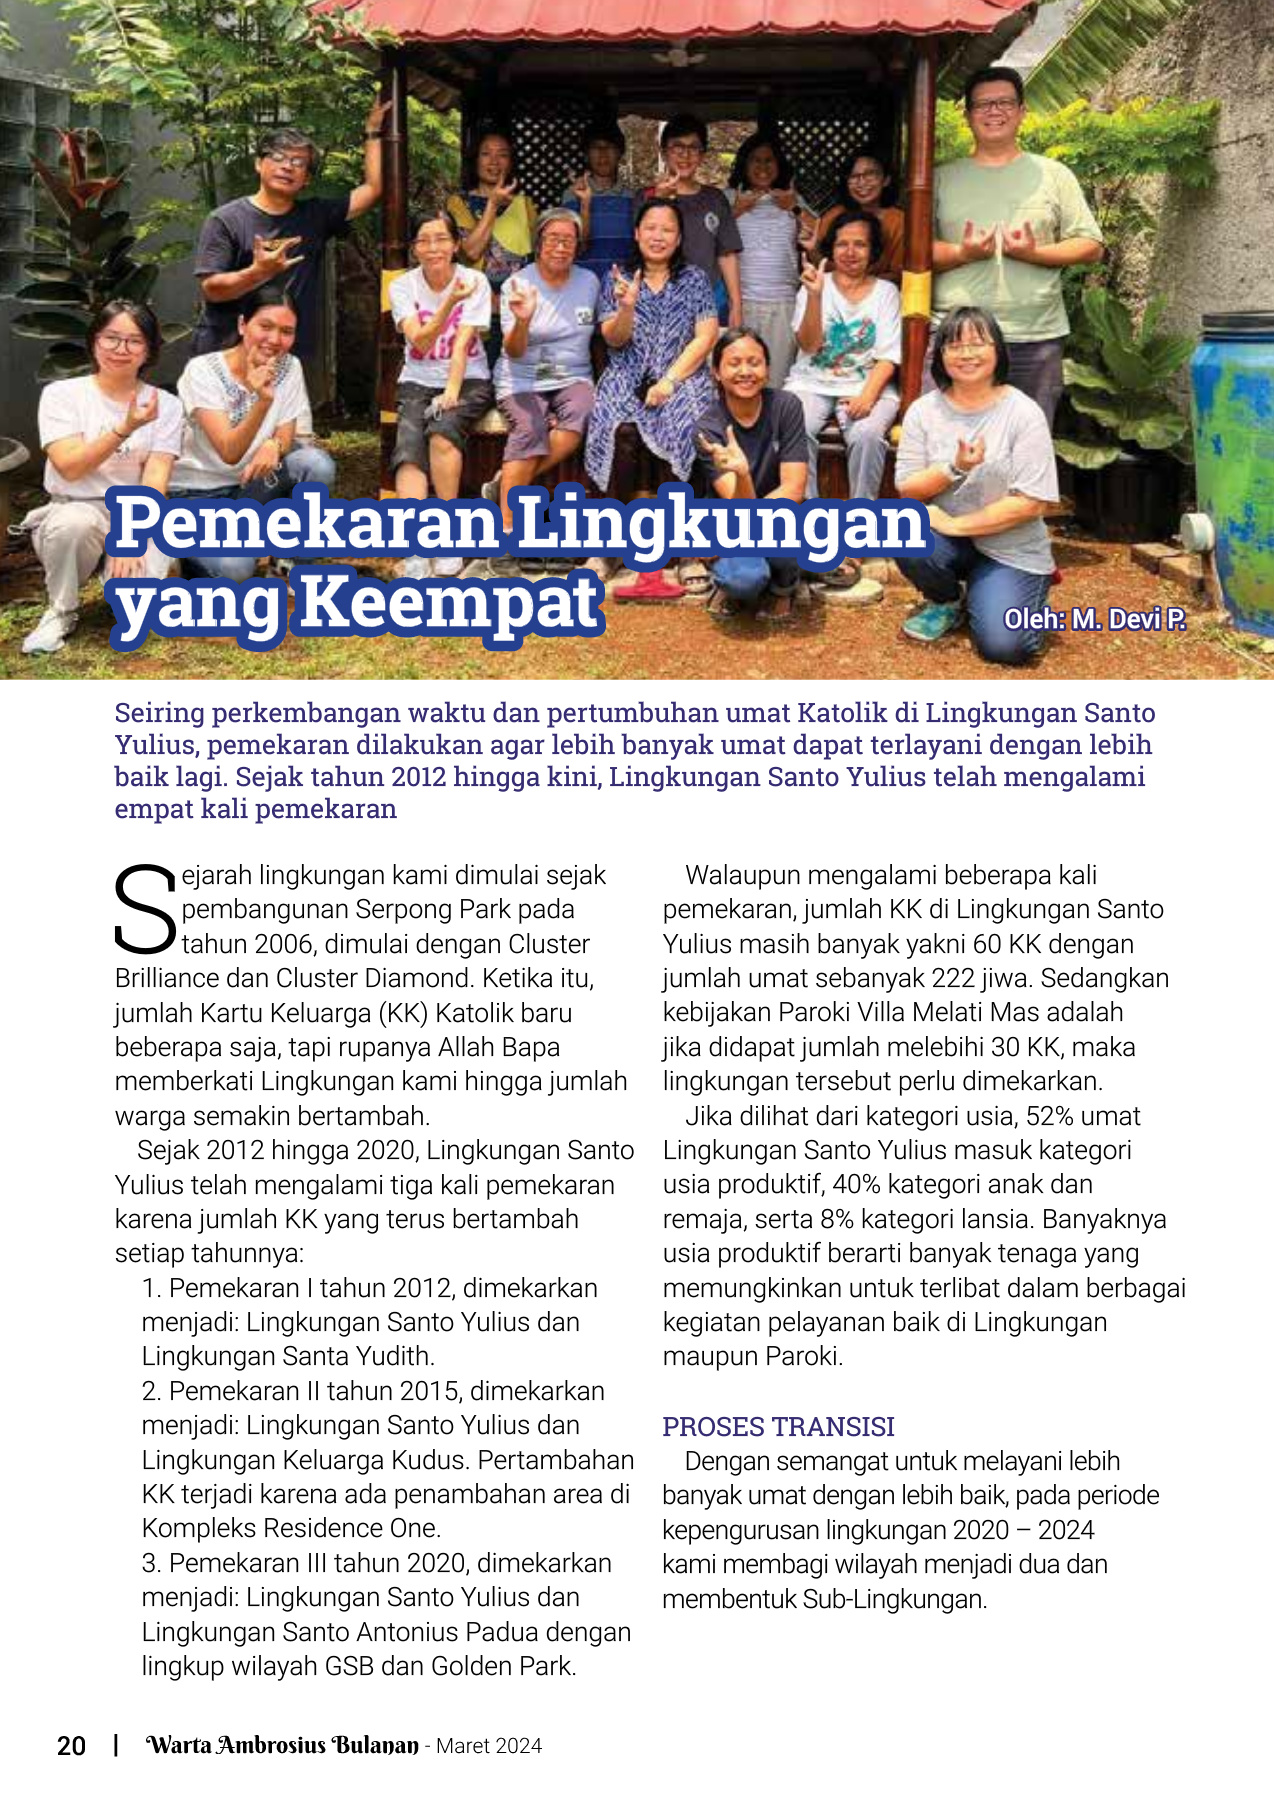 Pemekaran Lingkungan
yang Keempat
Oleh: M. Devi P.
Seiring perkembangan waktu dan pertumbuhan umat Katolik di Lingkungan Santo
Yulius, pemekaran dilakukan agar lebih banyak umat dapat terlayani dengan lebih
baik lagi. Sejak tahun 2012 hingga kini, Lingkungan Santo Yulius telah mengalami
empat kali pemekaran
Sejarah lingkungan kami dimulai sejak
pembangunan Serpong Park pada
tahun 2006, dimulai dengan Cluster
Brilliance dan Cluster Diamond. Ketika itu,
jumlah Kartu Keluarga (KK) Katolik baru
beberapa saja, tapi rupanya Allah Bapa
memberkati Lingkungan kami hingga jumlah
warga semakin bertambah.
Sejak 2012 hingga 2020, Lingkungan Santo
Yulius telah mengalami tiga kali pemekaran
karena jumlah KK yang terus bertambah
setiap tahunnya:
1. Pemekaran I tahun 2012, dimekarkan
menjadi: Lingkungan Santo Yulius dan
Lingkungan Santa Yudith.
2. Pemekaran II tahun 2015, dimekarkan
menjadi: Lingkungan Santo Yulius dan
Lingkungan Keluarga Kudus. Pertambahan
KK terjadi karena ada penambahan area di
Kompleks Residence One.
3. Pemekaran III tahun 2020, dimekarkan
menjadi: Lingkungan Santo Yulius dan
Lingkungan Santo Antonius Padua dengan
lingkup wilayah GSB dan Golden Park.
Walaupun mengalami beberapa kali
pemekaran, jumlah KK di Lingkungan Santo
Yulius masih banyak yakni 60 KK dengan
jumlah umat sebanyak 222 jiwa. Sedangkan
kebijakan Paroki Villa Melati Mas adalah
jika didapat jumlah melebihi 30 KK, maka
lingkungan tersebut perlu dimekarkan.
Jika dilihat dari kategori usia, 52% umat
Lingkungan Santo Yulius masuk kategori
usia produktif, 40% kategori anak dan
remaja, serta 8% kategori lansia. Banyaknya
usia produktif berarti banyak tenaga yang
memungkinkan untuk terlibat dalam berbagai
kegiatan pelayanan baik di Lingkungan
maupun Paroki.
PROSES TRANSISI
Dengan semangat untuk melayani lebih
banyak umat dengan lebih baik, pada periode
kepengurusan lingkungan 2020 – 2024
kami membagi wilayah menjadi dua dan
membentuk Sub-Lingkungan.
20 | Warta Ambrosius Bulanan - Maret 2024